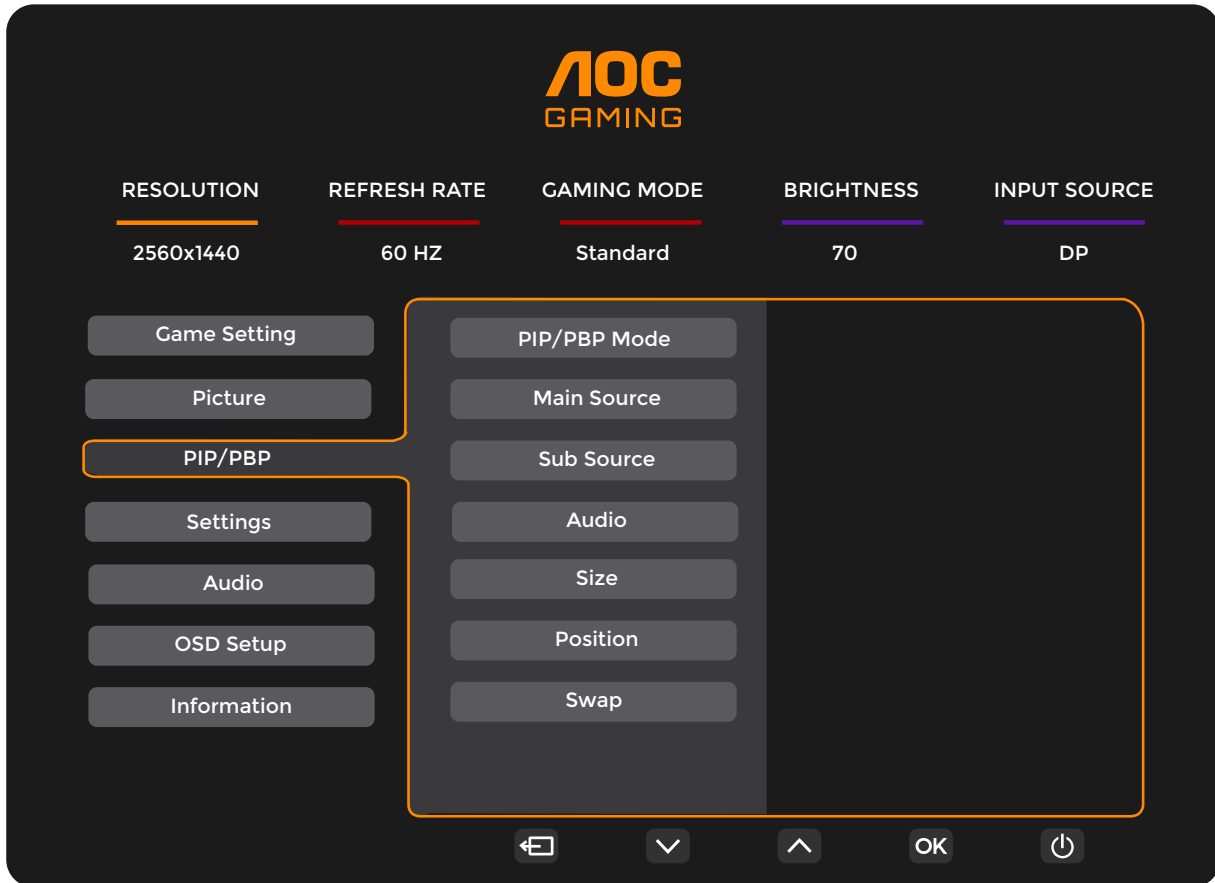 AOC
GAMING
RESOLUTION REFRESH RATE GAMING MODE BRIGHTNESS INPUT SOURCE
2560x1440 60 HZ Standard 70 DP
Game Setting
Picture
PIP/PBP
Settings
Audio
OSD Setup
Information
PIP/PBP Mode
Main Source
Sub Source
Audio
Size
Position
Swap
OK